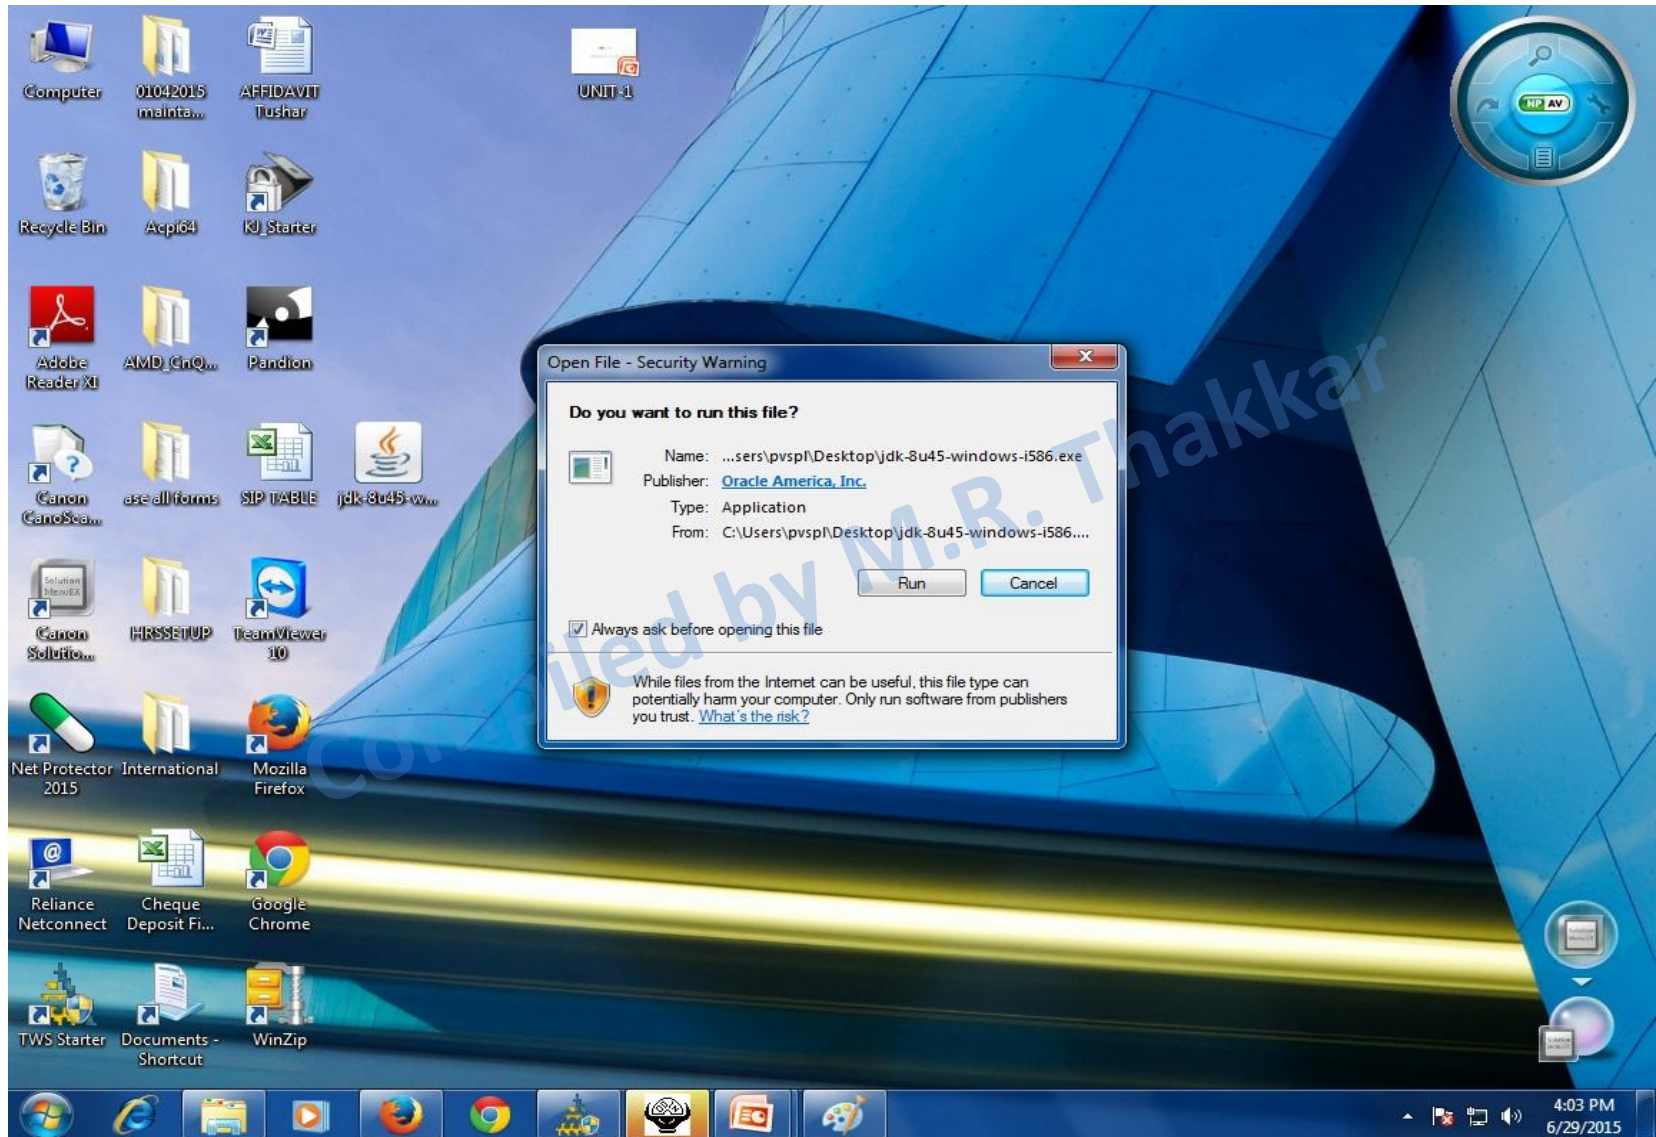 Computer
01042015
mainta...
AFFIDAVIT
Tushar
UNIT-1
NP AV
Recycle Bin
Acpi64
KJ_Starter
Adobe
Reader XI
AMD_CnQ...
Pandion
Canon
CanoSca...
ase all forms
SIP TABLE
jdk-8u45-w...
Solution
MenuEX
Canon
Solutio...
HRSSETUP
TeamViewer
10
Net Protector
2015
International
Mozilla
Firefox
Reliance
Netconnect
Cheque
Deposit Fi...
Google
Chrome
TWS Starter
Documents -
Shortcut
WinZip
Open File - Security Warning
Do you want to run this file?
Name: ...sers\pvspl\Desktop\jdk-8u45-windows-i586.exe
Publisher: Oracle America, Inc.
Type: Application
From: C:\Users\pvspl\Desktop\jdk-8u45-windows-i586....
Run
Cancel
Always ask before opening this file
While files from the Internet can be useful, this file type can
potentially harm your computer. Only run software from publishers
you trust. What's the risk?
Compiled by M.R. Thakkar
4:03 PM
6/29/2015